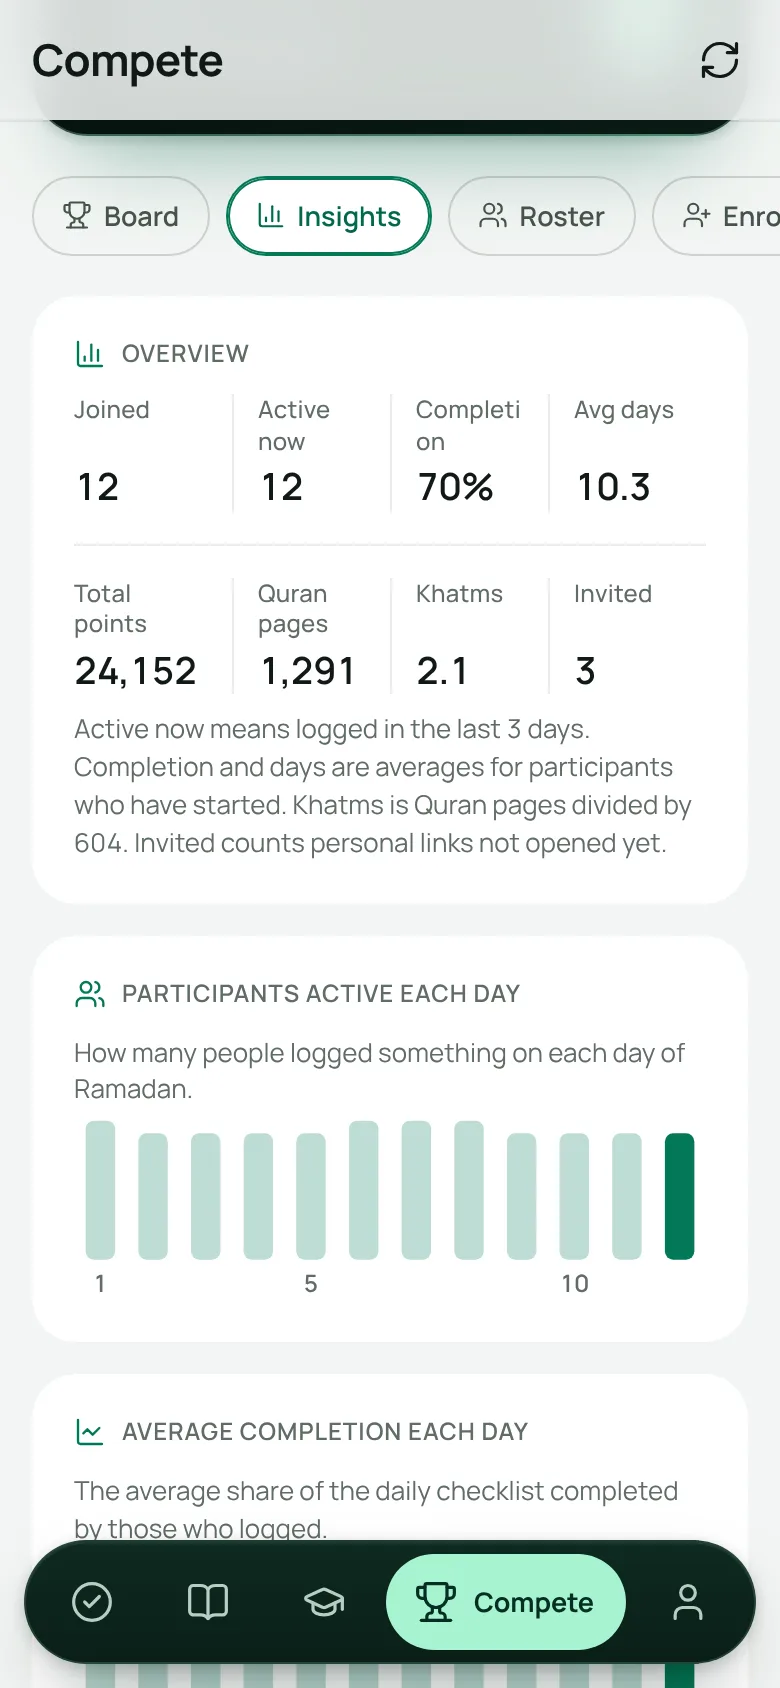 Compete
Board
Insights
Roster
Enro
OVERVIEW
Joined
12
Active
now
12
Completi
on
70%
Avg days
10.3
Total
points
24,152
Quran
pages
1,291
Khatms
2.1
Invited
3
Active now means logged in the last 3 days.
Completion and days are averages for participants
who have started. Khatms is Quran pages divided by
604. Invited counts personal links not opened yet.
PARTICIPANTS ACTIVE EACH DAY
How many people logged something on each day of
Ramadan.
1
5
10
AVERAGE COMPLETION EACH DAY
The average share of the daily checklist completed
by those who logged.
Compete